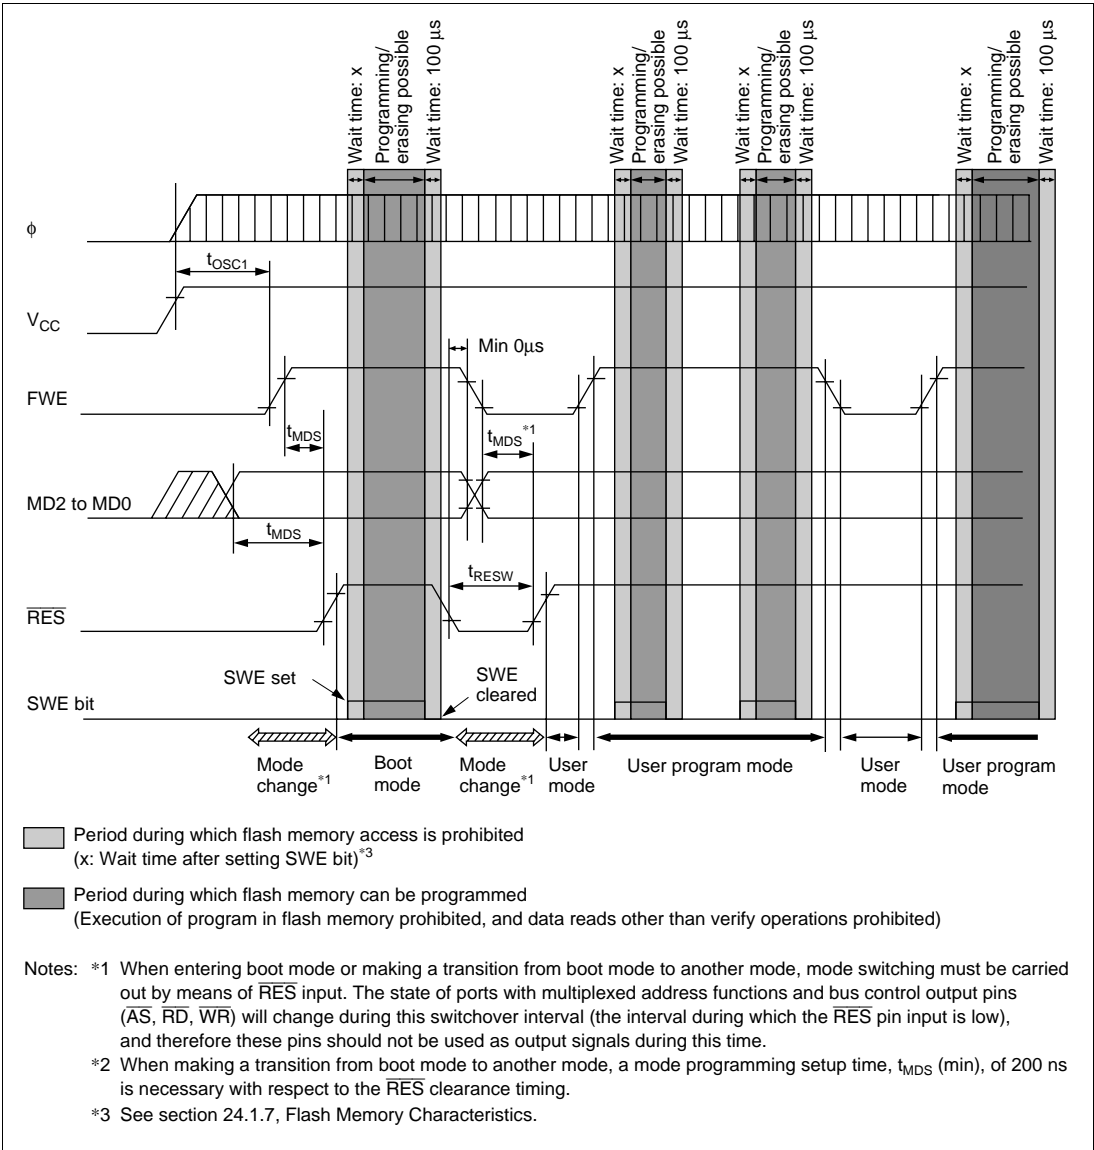 Wait time: x
Programming/
erasing possible
Wait time: 100 μs
Wait time: x
Programming/
erasing possible
Wait time: 100 μs
Wait time: x
Programming/
erasing possible
Wait time: 100 μs
Wait time: x
Programming/
erasing possible
Wait time: 100 μs
ϕ
tOSC1
VCC
Min 0μs
FWE
tMDS
tMDS*1
MD2 to MD0
tMDS
tRESW
RES
SWE set
SWE
cleared
SWE bit
Mode
change*1
Boot
mode
Mode
change*1
User
mode
User program mode
User
mode
User program
mode
Period during which flash memory access is prohibited
(x: Wait time after setting SWE bit)*3
Period during which flash memory can be programmed
(Execution of program in flash memory prohibited, and data reads other than verify operations prohibited)
Notes: *1 When entering boot mode or making a transition from boot mode to another mode, mode switching must be carried
out by means of RES input. The state of ports with multiplexed address functions and bus control output pins
(AS, RD, WR) will change during this switchover interval (the interval during which the RES pin input is low),
and therefore these pins should not be used as output signals during this time.
*2 When making a transition from boot mode to another mode, a mode programming setup time, tMDS (min), of 200 ns
is necessary with respect to the RES clearance timing.
*3 See section 24.1.7, Flash Memory Characteristics.